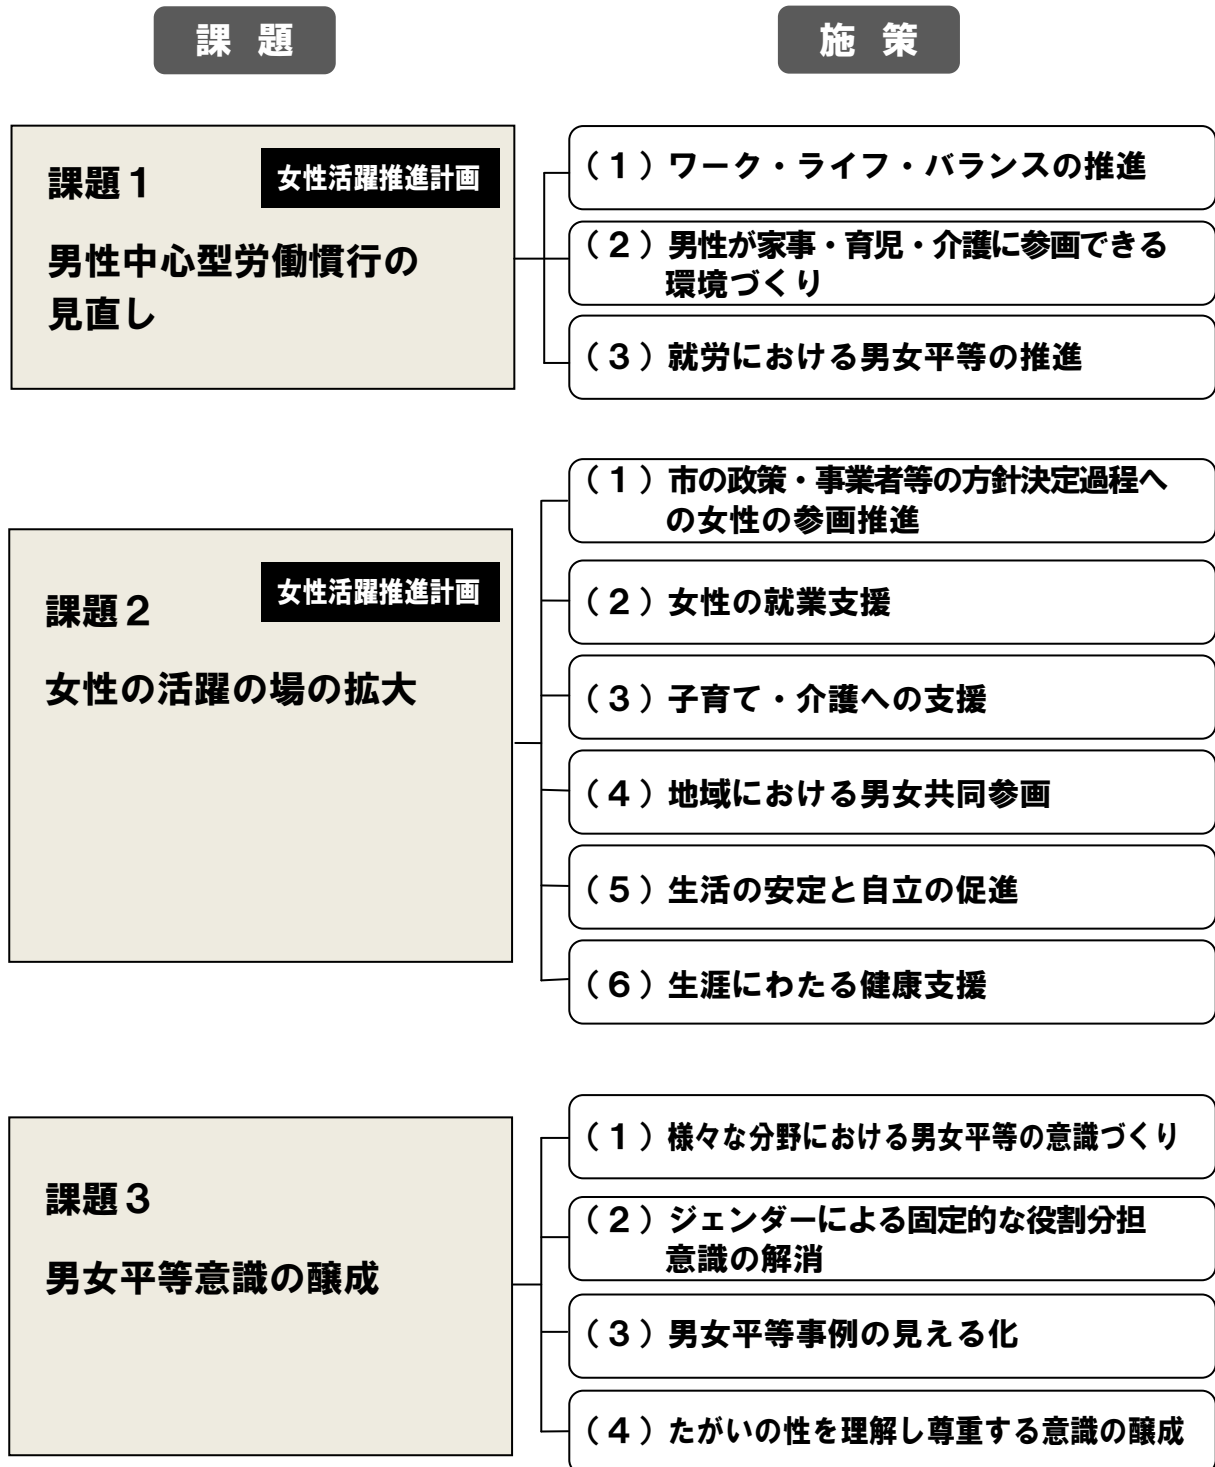 課題
施策
課題１
女性活躍推進計画
男性中心型労働慣行の
見直し
（１）ワーク・ライフ・バランスの推進
（２）男性が家事・育児・介護に参画できる
環境づくり
（３）就労における男女平等の推進
課題２
女性活躍推進計画
女性の活躍の場の拡大
（１）市の政策・事業者等の方針決定過程へ
の女性の参画推進
（２）女性の就業支援
（３）子育て・介護への支援
（４）地域における男女共同参画
（５）生活の安定と自立の促進
（６）生涯にわたる健康支援
課題３
男女平等意識の醸成
（１）様々な分野における男女平等の意識づくり
（２）ジェンダーによる固定的な役割分担
意識の解消
（３）男女平等事例の見える化
（４）たがいの性を理解し尊重する意識の醸成